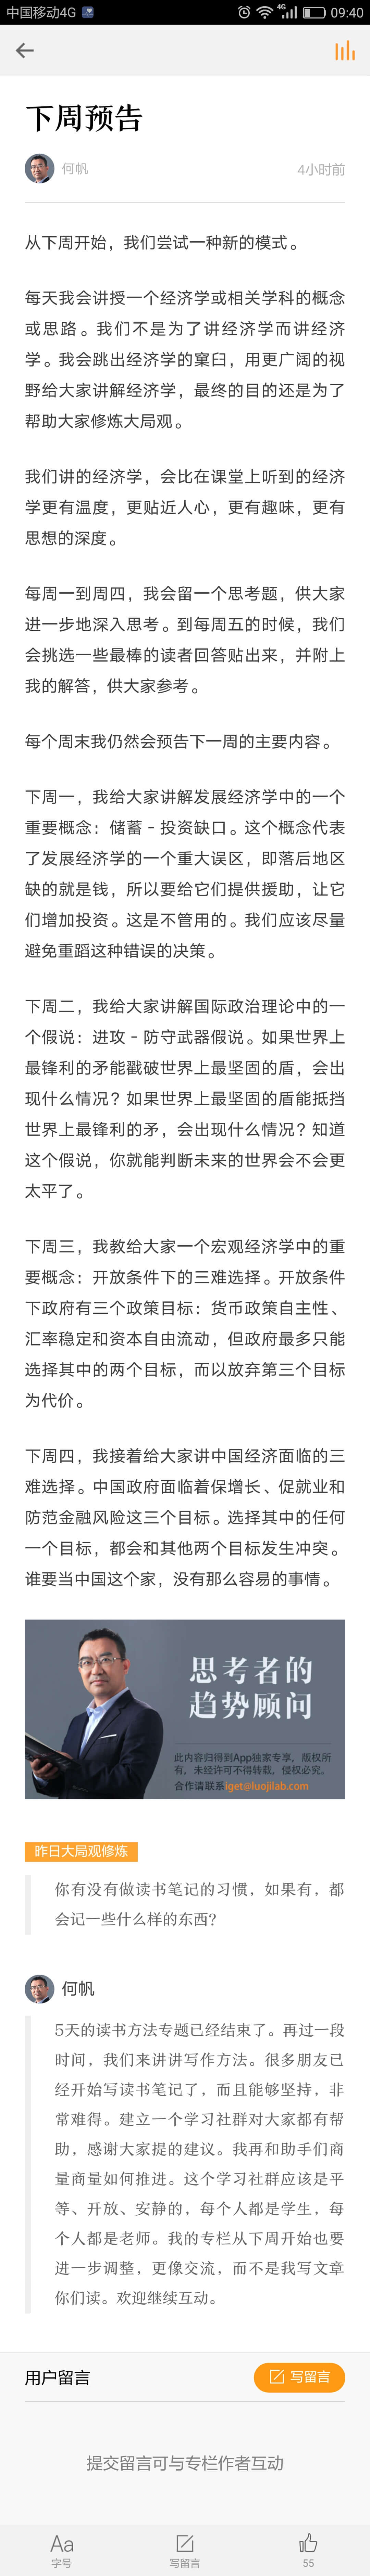 中国移动4G
4G
09:40
下周预告
何帆
4小时前
从下周开始，我们尝试一种新的模式。
每天我会讲授一个经济学或相关学科的概念
或思路。我们不是为了讲经济学而讲经济
学。我会跳出经济学的窠臼，用更广阔的视
野给大家讲解经济学，最终的目的还是为了
帮助大家修炼大局观。
我们讲的经济学，会比在课堂上听到的经济
学更有温度，更贴近人心，更有趣味，更有
思想的深度。
每周一到周四，我会留一个思考题，供大家
进一步地深入思考。到每周五的时候，我们
会挑选一些最棒的读者回答贴出来，并附上
我的解答，供大家参考。
每个周末我仍然会预告下一周的主要内容。
下周一，我给大家讲解发展经济学中的一个
重要概念：储蓄－投资缺口。这个概念代表
了发展经济学的一个重大误区，即落后地区
缺的就是钱，所以要给它们提供援助，让它
们增加投资。这是不管用的。我们应该尽量
避免重蹈这种错误的决策。
下周二，我给大家讲解国际政治理论中的一
个假说：进攻－防守武器假说。如果世界上
最锋利的矛能戳破世界上最坚固的盾，会出
现什么情况？如果世界上最坚固的盾能抵挡
世界上最锋利的矛，会出现什么情况？知道
这个假说，你就能判断未来的世界会不会更
太平了。
下周三，我教给大家一个宏观经济学中的重
要概念：开放条件下的三难选择。开放条件
下政府有三个政策目标：货币政策自主性、
汇率稳定和资本自由流动，但政府最多只能
选择其中的两个目标，而以放弃第三个目标
为代价。
下周四，我接着给大家讲中国经济面临的三
难选择。中国政府面临着保增长、促就业和
防范金融风险这三个目标。选择其中的任何
一个目标，都会和其他两个目标发生冲突。
谁要当中国这个家，没有那么容易的事情。
思考者的
趋势顾问
此内容归得到App独家专享，版权所
有，未经许可不得转载，侵权必究。
合作请联系iget@luojilab.com
昨日大局观修炼
你有没有做读书笔记的习惯，如果有，都
会记一些什么样的东西？
何帆
5天的读书方法专题已经结束了。再过一段
时间，我们来讲讲写作方法。很多朋友已
经开始写读书笔记了，而且能够坚持，非
常难得。建立一个学习社群对大家都有帮
助，感谢大家提的建议。我再和助手们商
量商量如何推进。这个学习社群应该是平
等、开放、安静的，每个人都是学生，每
个人都是老师。我的专栏从下周开始也要
进一步调整，更像交流，而不是我写文章
你们读。欢迎继续互动。
用户留言
写留言
提交留言可与专栏作者互动
Aa
字号
写留言
55